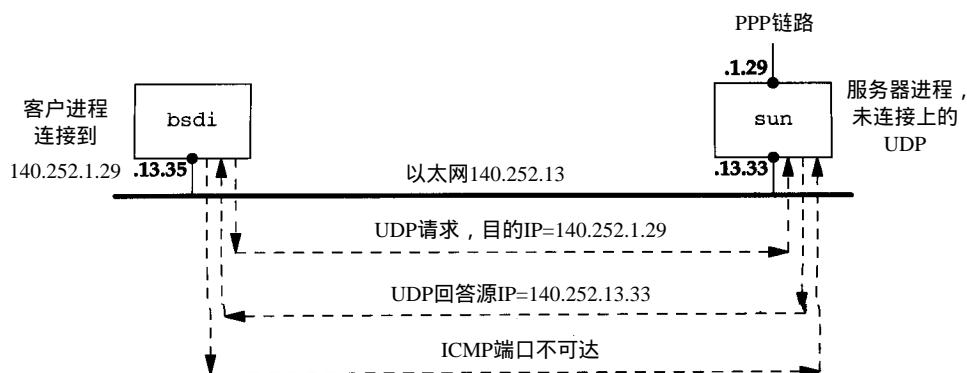 PPP链路
.1.29
客户进程
连接到
140.252.1.29
bsdi
.13.35
以太网140.252.13
sun
.13.33
服务器进程，
未连接上的
UDP
UDP请求，目的IP=140.252.1.29
UDP回答源IP=140.252.13.33
ICMP端口不可达